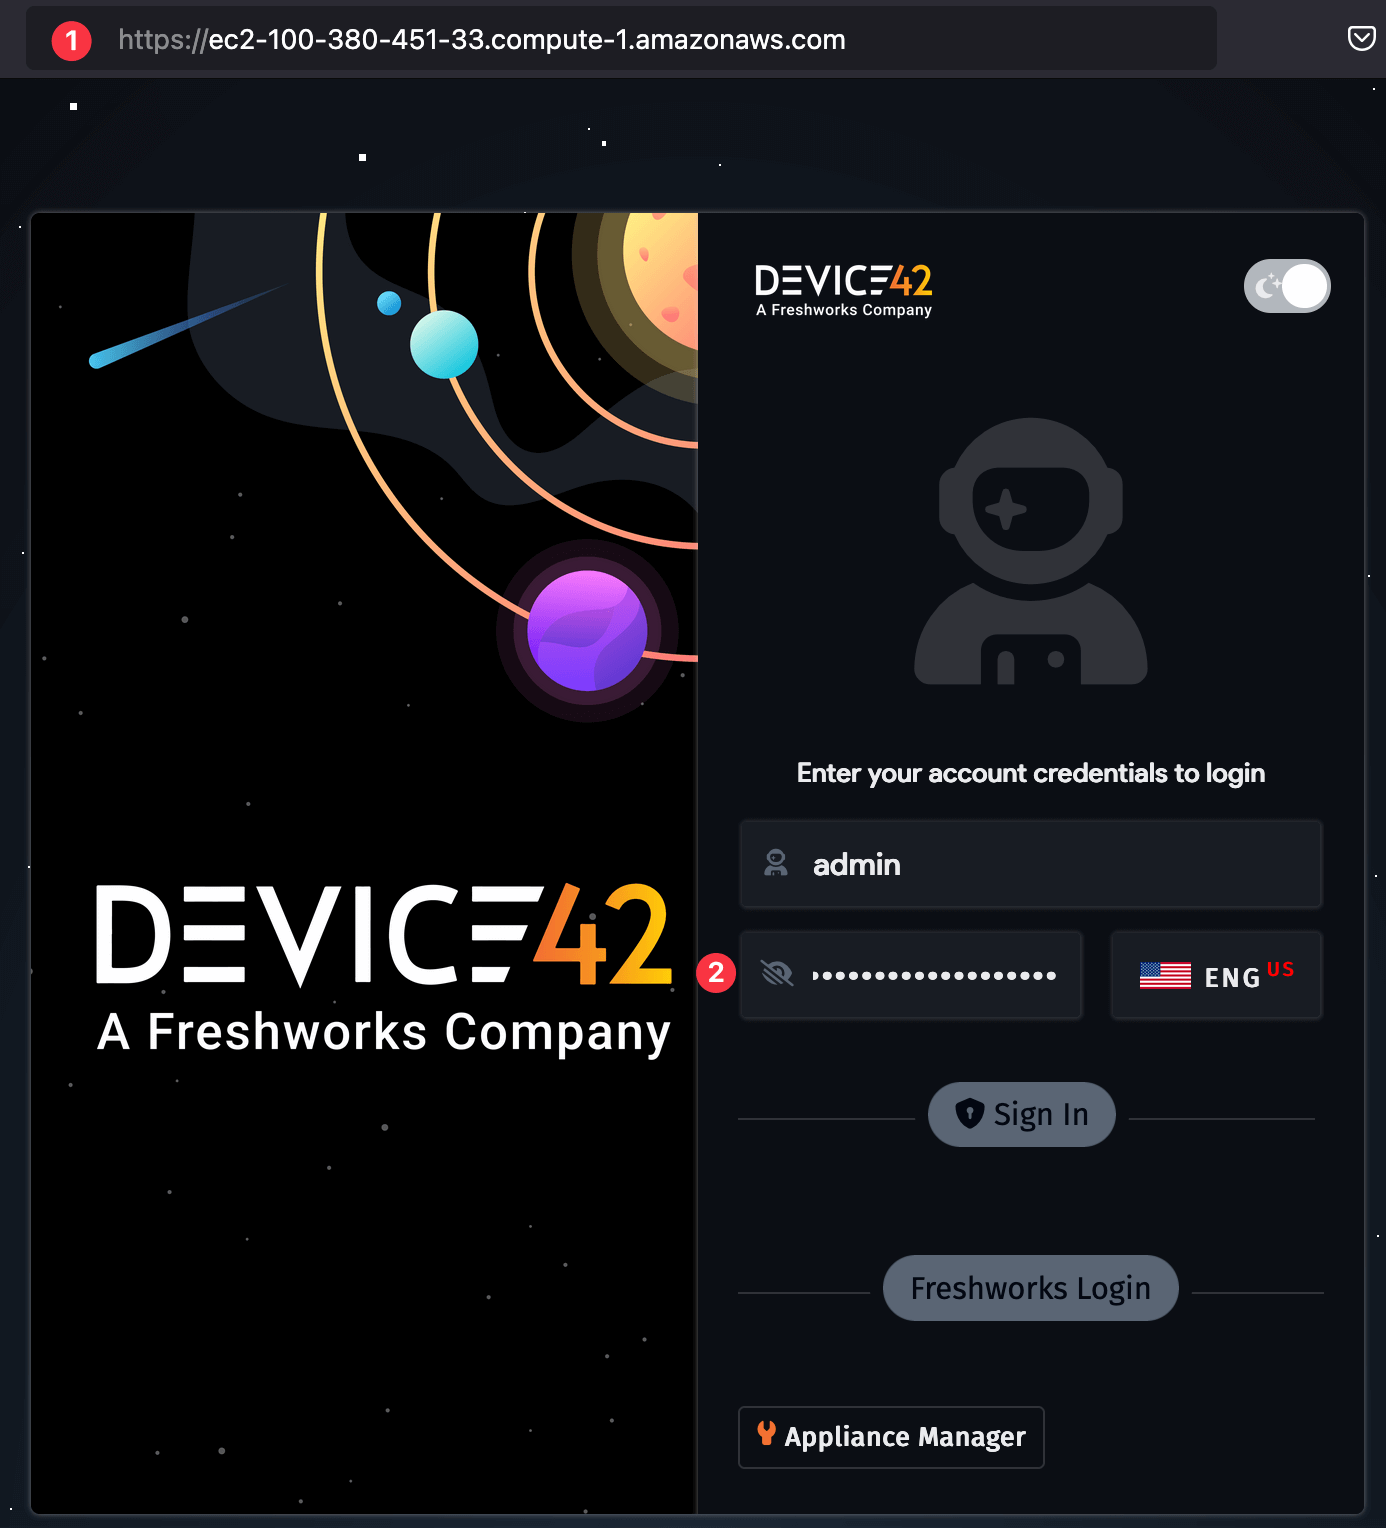 1 https://ec2-100-380-451-33.compute-1.amazonaws.com
DEVICE42
A Freshworks Company
DEVICE42
A Freshworks Company
Enter your account credentials to login
admin
2 ••••••••••••••••••• ENG US
Sign In
Freshworks Login
Appliance Manager